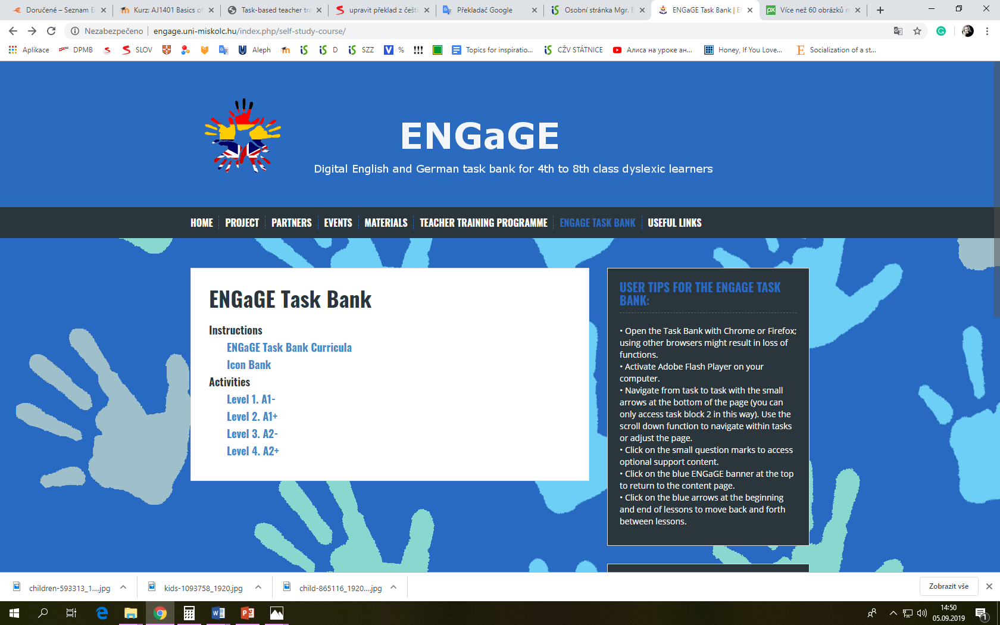 Doručené – Seznam E
Kurz: AJ1401 Basics of
Task-based teacher tra
upravit překlad z češti
Překladač Google
Osobní stránka Mgr. B
ENGaGE Task Bank | E
Více než 60 obrázků n
Nezabezpečeno
engage.uni-miskolc.hu/index.php/self-study-course/
Aplikace
DPMB
SLOV
Aleph
D
SZZ
%
Topics for inspiratio...
CŽV STÁTNICE
Алиса на уроке ан...
Honey, If You Love...
Socialization of a st...
ENGaGE
Digital English and German task bank for 4th to 8th class dyslexic learners
HOME
PROJECT
PARTNERS
EVENTS
MATERIALS
TEACHER TRAINING PROGRAMME
ENGAGE TASK BANK
USEFUL LINKS
ENGaGE Task Bank
Instructions
ENGaGE Task Bank Curricula
Icon Bank
Activities
Level 1. A1-
Level 2. A1+
Level 3. A2-
Level 4. A2+
USER TIPS FOR THE ENGAGE TASK
BANK:
• Open the Task Bank with Chrome or Firefox;
using other browsers might result in loss of
functions.
• Activate Adobe Flash Player on your
computer.
• Navigate from task to task with the small
arrows at the bottom of the page (you can
only access task block 2 in this way). Use the
scroll down function to navigate within tasks
or adjust the page.
• Click on the small question marks to access
optional support content.
• Click on the blue ENGaGE banner at the top
to return to the content page.
• Click on the blue arrows at the beginning
and end of lessons to move back and forth
between lessons.
children-593313_1....jpg
kids-1093758_1920.jpg
child-865116_1920....jpg
Zobrazit vše
14:50
05.09.2019
1